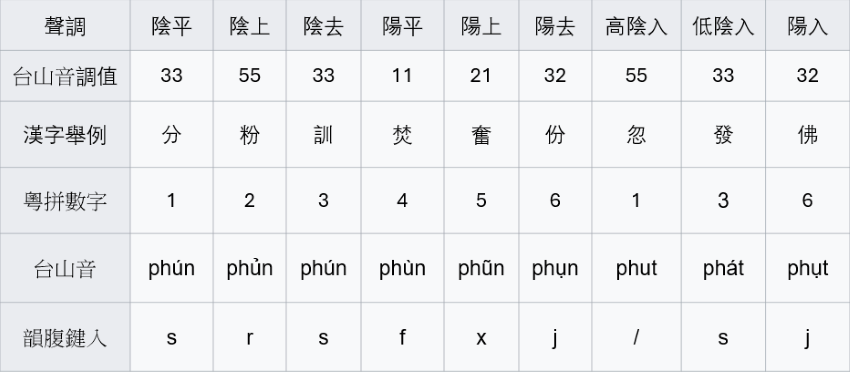 聲調 陰平 陰上 陰去 陽平 陽上 陽去 高陰入 低陰入 陽入
台山音調值 33 55 33 11 21 32 55 33 32
漢字舉例 分 粉 訓 焚 奮 份 忽 發 佛
粵拼數字 1 2 3 4 5 6 1 3 6
台山音 phún phủn phún phùn phũn phụn phut phát phụt
韻腹鍵入 s r s f x j / s j